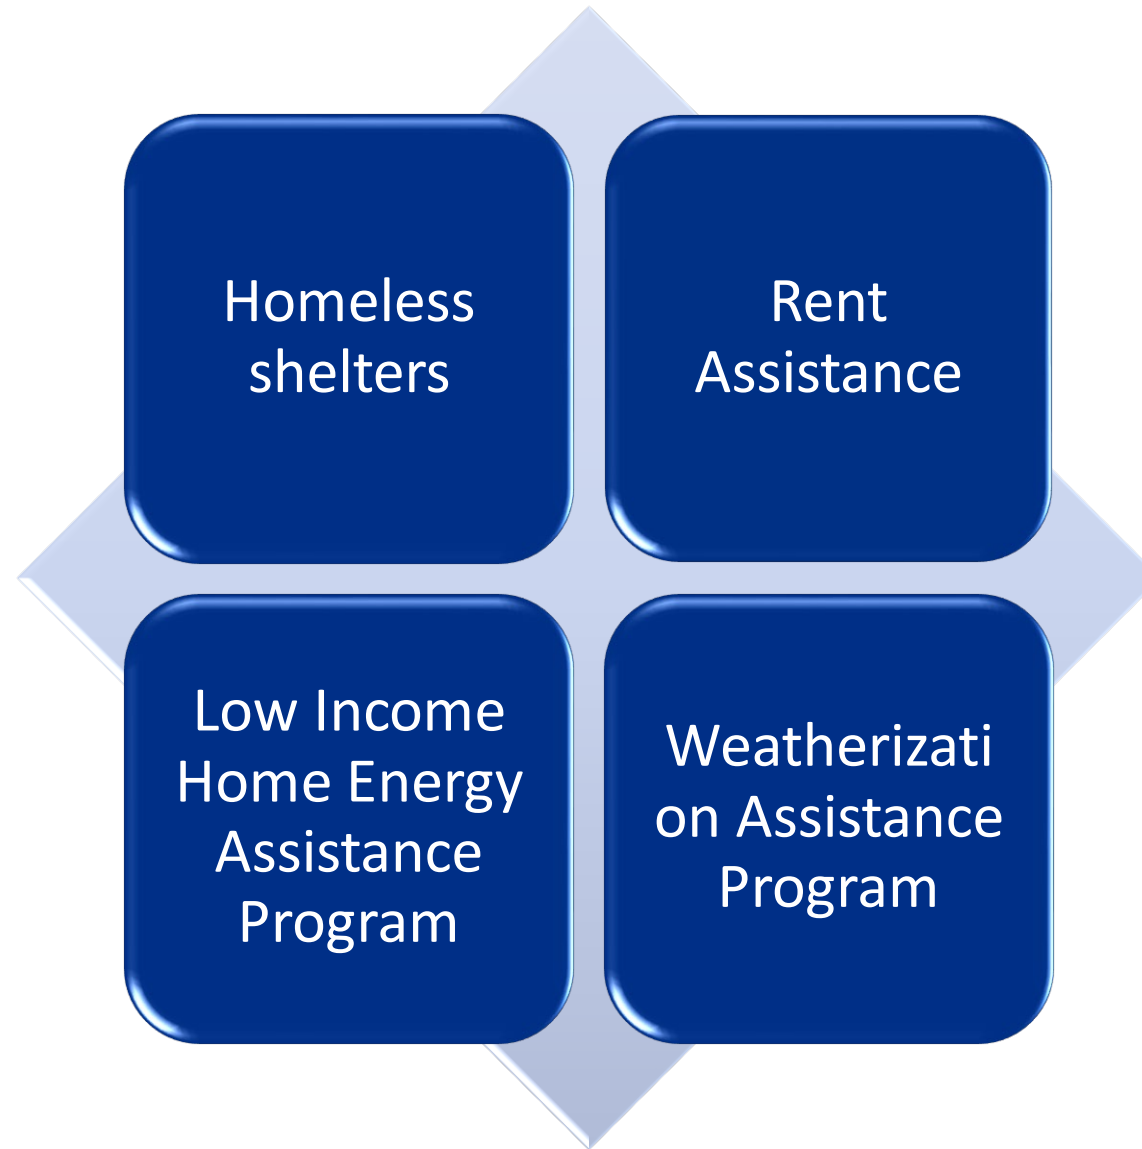 Homeless
shelters
Rent
Assistance
Low Income
Home Energy
Assistance
Program
Weatherizati
on Assistance
Program